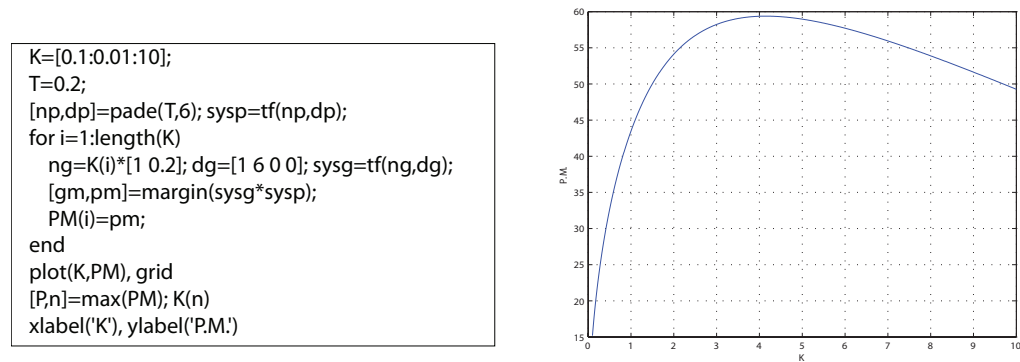 K=[0.1:0.01:10];
T=0.2;
[np,dp]=pade(T,6); sysp=tf(np,dp);
for i=1:length(K)
ng=K(i)*[1 0.2]; dg=[1 6 0 0]; sysg=tf(ng,dg);
[gm,pm]=margin(sysg*sysp);
PM(i)=pm;
end
plot(K,PM), grid
[P,n]=max(PM); K(n)
xlabel('K'), ylabel('P.M.')
60
55
50
45
40
35
30
25
20
15
P.M.
0 1 2 3 4 5 6 7 8 9 10
K